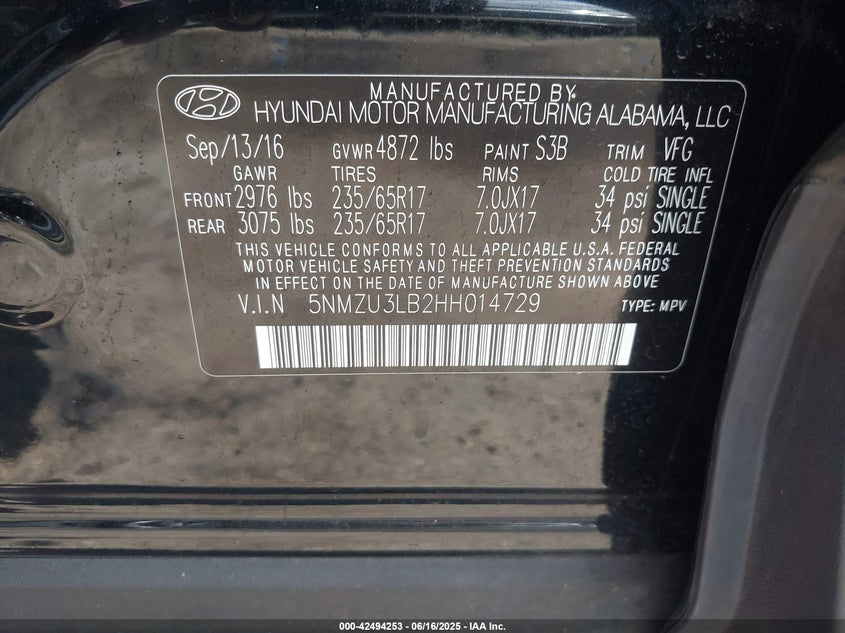 MANUFACTURED BY
HYUNDAI MOTOR MANUFACTURING ALABAMA, LLC
Sep/13/16 GVWR 4872 lbs PAINT S3B TRIM VFG
GAWR TIRES RIMS COLD TIRE INFL
FRONT 2976 lbs 235/65R17 7.0JX17 34 psi SINGLE
REAR 3075 lbs 235/65R17 7.0JX17 34 psi SINGLE
THIS VEHICLE CONFORMS TO ALL APPLICABLE U.S.A. FEDERAL
MOTOR VEHICLE SAFETY AND THEFT PREVENTION STANDARDS
IN EFFECT ON THE DATE OF MANUFACTURE SHOWN ABOVE
V.I.N 5NMZU3LB2HH014729 TYPE: MPV
000-42494253 - 06/16/2025 - IAA Inc.